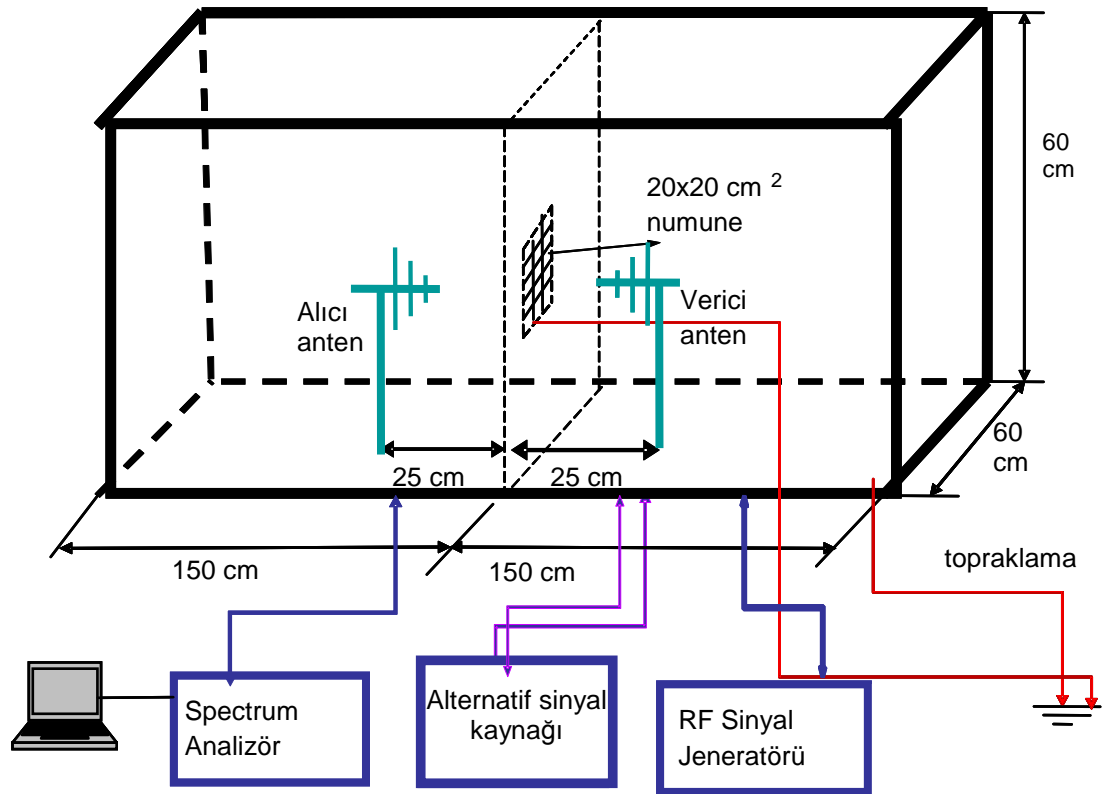 60
cm
20x20 cm 2
numune
Alıcı
anten
Verici
anten
60
cm
25 cm
25 cm
150 cm
150 cm
topraklama
Spectrum
Analizör
Alternatif sinyal
kaynağı
RF Sinyal
Jeneratörü